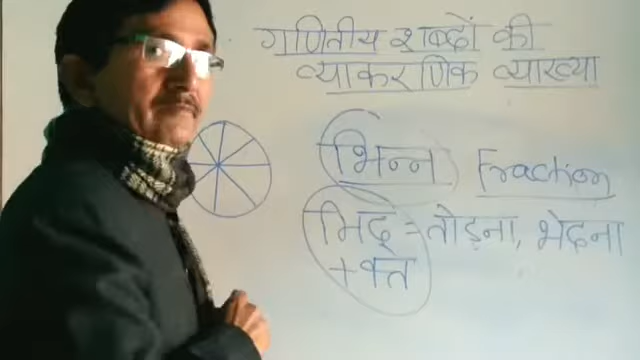 गणितीय शब्दों की
व्याकरणिक व्याख्या
भिन्न Fraction
भिद् = तोड़ना, भेदना
+ क्त